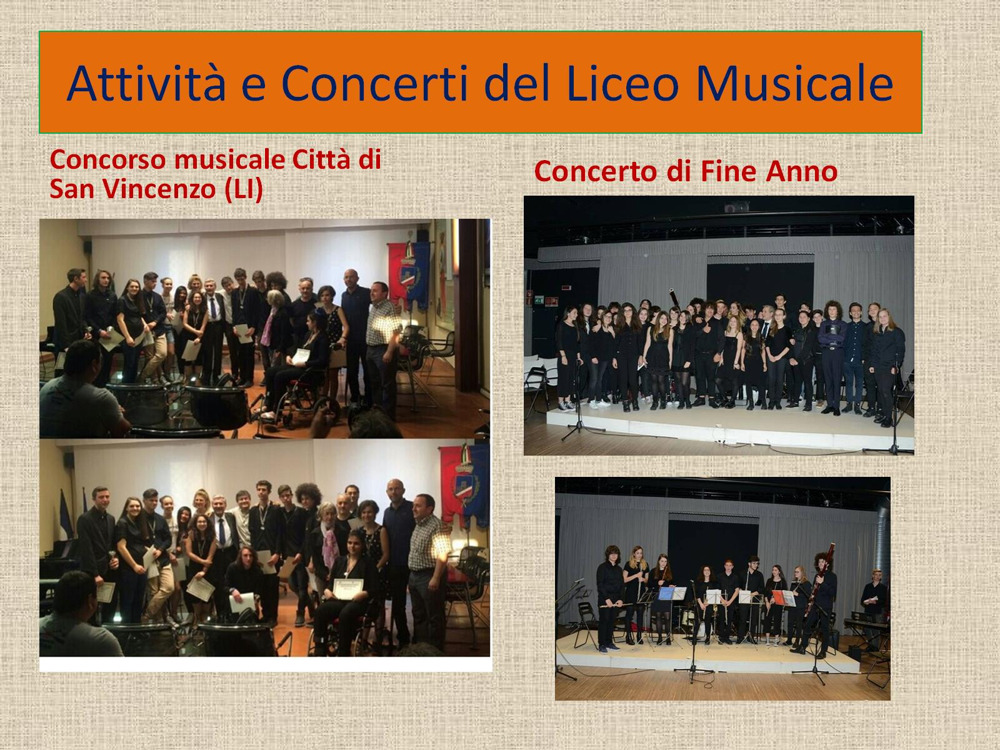 Attività e Concerti del Liceo Musicale
Concorso musicale Città di
San Vincenzo (LI)
Concerto di Fine Anno